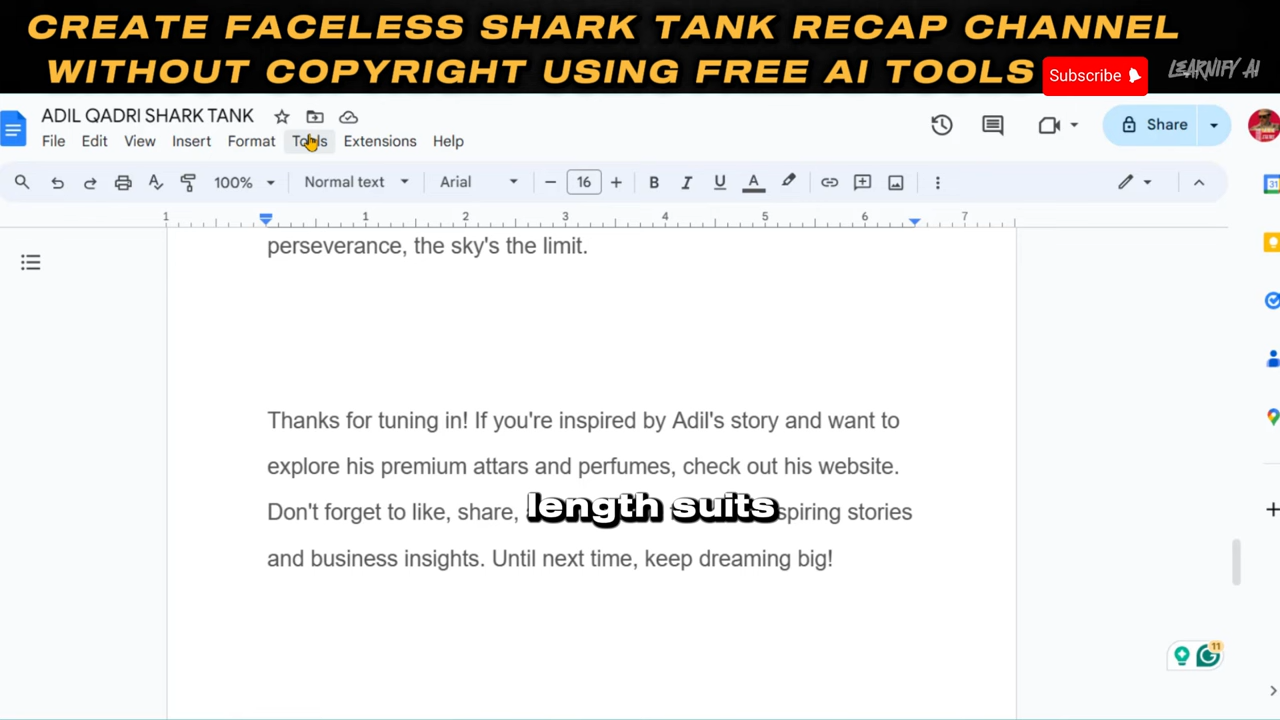 CREATE FACELESS SHARK TANK RECAP CHANNEL
WITHOUT COPYRIGHT USING FREE AI TOOLS
Subscribe
LEARNIFY AI
ADIL QADRI SHARK TANK
File Edit View Insert Format Tools Extensions Help
Share
100% Normal text Arial 16 B I U A
1 1 2 3 4 5 6 7
31
perseverance, the sky's the limit.
Thanks for tuning in! If you're inspired by Adil's story and want to
explore his premium attars and perfumes, check out his website.
Don't forget to like, share, spiring stories
length suits
and business insights. Until next time, keep dreaming big!
11